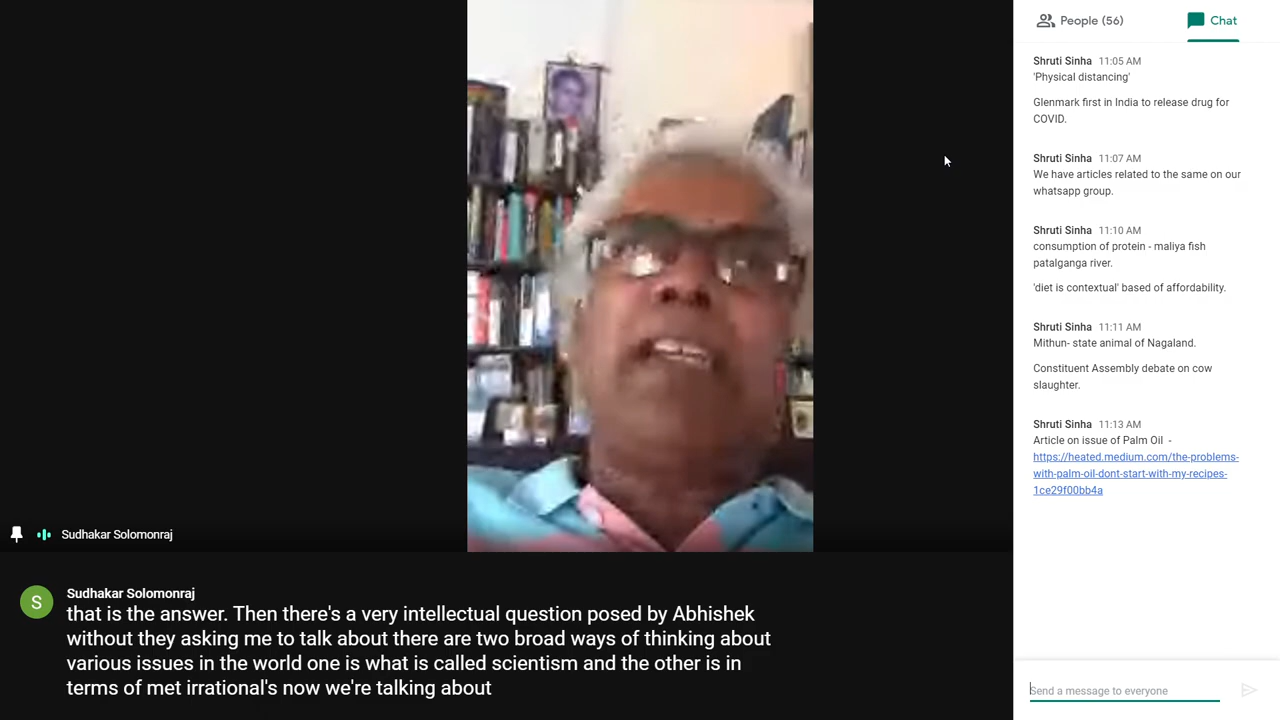 People (56)
Chat
Shruti Sinha 11:05 AM
'Physical distancing'
Glenmark first in India to release drug for
COVID.
Shruti Sinha 11:07 AM
We have articles related to the same on our
whatsapp group.
Shruti Sinha 11:10 AM
consumption of protein - maliya fish
patalganga river.
'diet is contextual' based of affordability.
Shruti Sinha 11:11 AM
Mithun- state animal of Nagaland.
Constituent Assembly debate on cow
slaughter.
Shruti Sinha 11:13 AM
Article on issue of Palm Oil -
https://heated.medium.com/the-problems-
with-palm-oil-dont-start-with-my-recipes-
1ce29f00bb4a
Send a message to everyone
Sudhakar Solomonraj
S
Sudhakar Solomonraj
that is the answer. Then there's a very intellectual question posed by Abhishek
without they asking me to talk about there are two broad ways of thinking about
various issues in the world one is what is called scientism and the other is in
terms of met irrational's now we're talking about